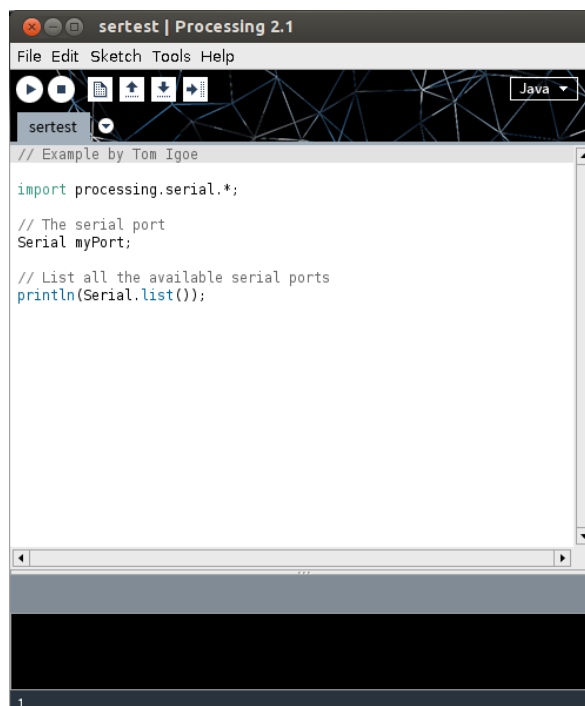 sertest | Processing 2.1
File Edit Sketch Tools Help
Java
sertest
// Example by Tom Igoe
import processing.serial.*;
// The serial port
Serial myPort;
// List all the available serial ports
println(Serial.list());
1